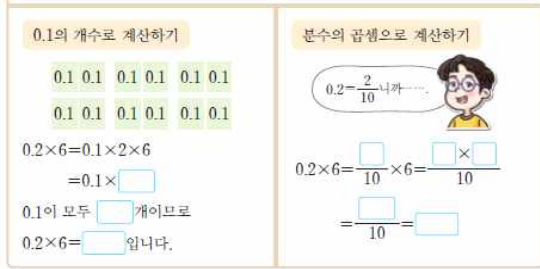 0.1의 개수로 계산하기
0.1 0.1 0.1 0.1 0.1 0.1
0.1 0.1 0.1 0.1 0.1 0.1
0.2×6=0.1×2×6
=0.1×□
0.1이 모두 □개이므로
0.2×6=□입니다.
분수의 곱셈으로 계산하기
0.2=2/10니까…….
0.2×6=□/10×6=□×□/10
=□/10=□